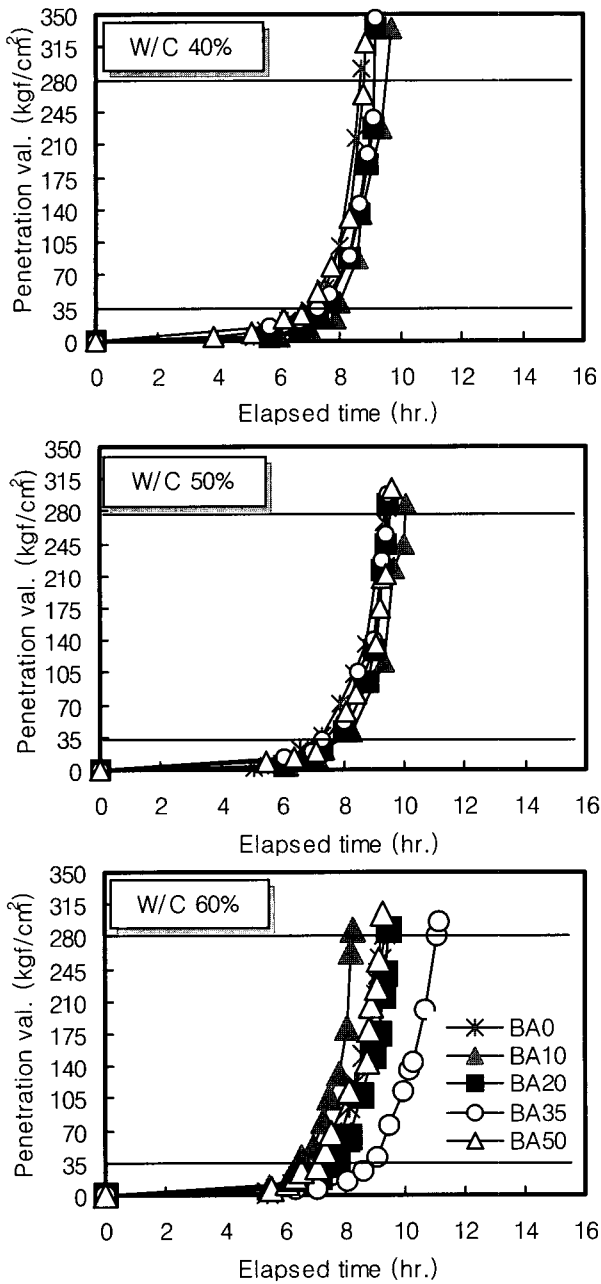 W/C 40%
Penetration val. (kgf/cm²)
350
315
280
245
210
175
140
105
70
35
0
0 2 4 6 8 10 12 14 16
Elapsed time (hr.)
W/C 50%
Penetration val. (kgf/cm²)
350
315
280
245
210
175
140
105
70
35
0
0 2 4 6 8 10 12 14 16
Elapsed time (hr.)
W/C 60%
Penetration val. (kgf/cm²)
350
315
280
245
210
175
140
105
70
35
0
BA0
BA10
BA20
BA35
BA50
0 2 4 6 8 10 12 14 16
Elapsed time (hr.)